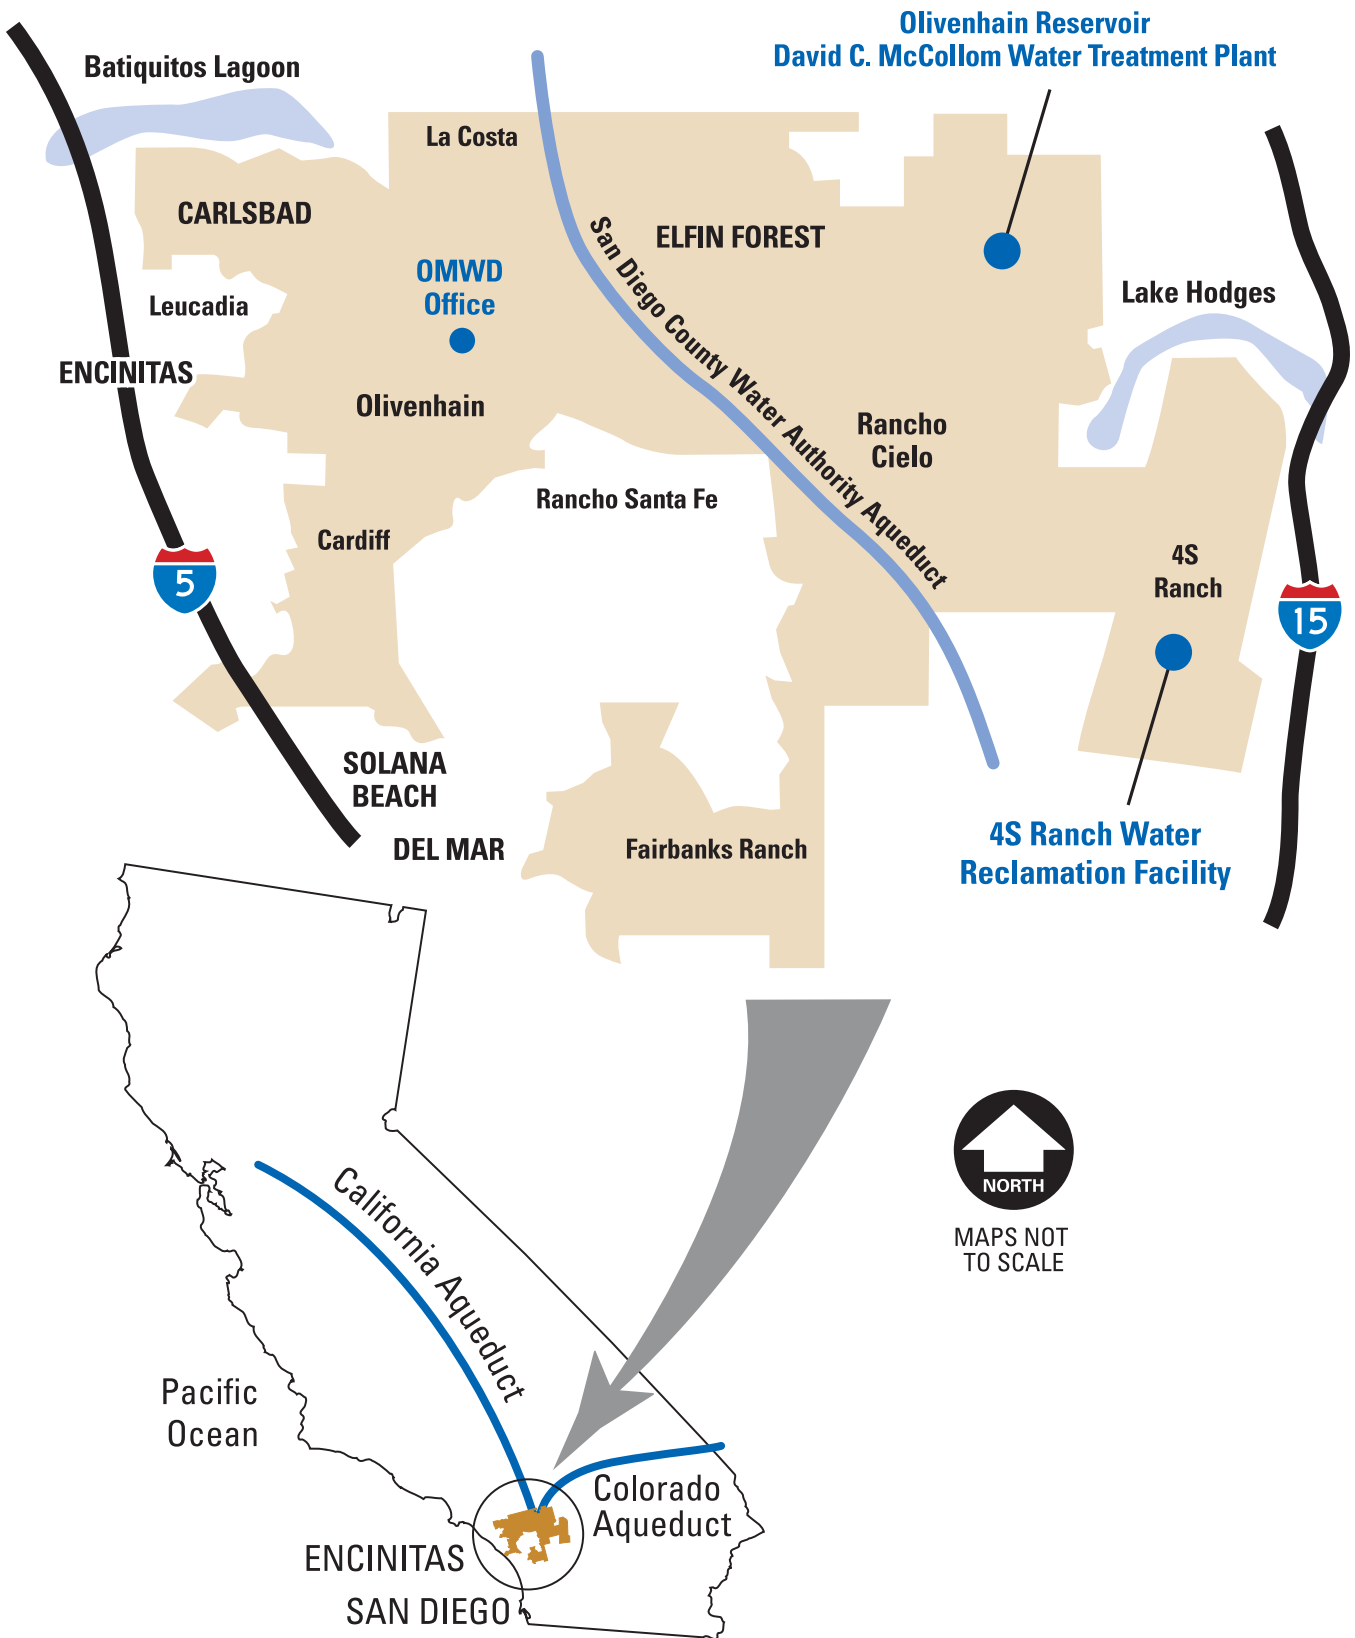 Olivenhain Reservoir
David C. McCollom Water Treatment Plant
Batiquitos Lagoon
La Costa
CARLSBAD
ELFIN FOREST
San Diego County Water Authority Aqueduct
OMWD
Office
Lake Hodges
Leucadia
ENCINITAS
Olivenhain
Rancho
Cielo
Rancho Santa Fe
Cardiff
4S
Ranch
5
15
SOLANA
BEACH
DEL MAR
Fairbanks Ranch
4S Ranch Water
Reclamation Facility
NORTH
MAPS NOT
TO SCALE
California Aqueduct
Pacific
Ocean
Colorado
Aqueduct
ENCINITAS
SAN DIEGO